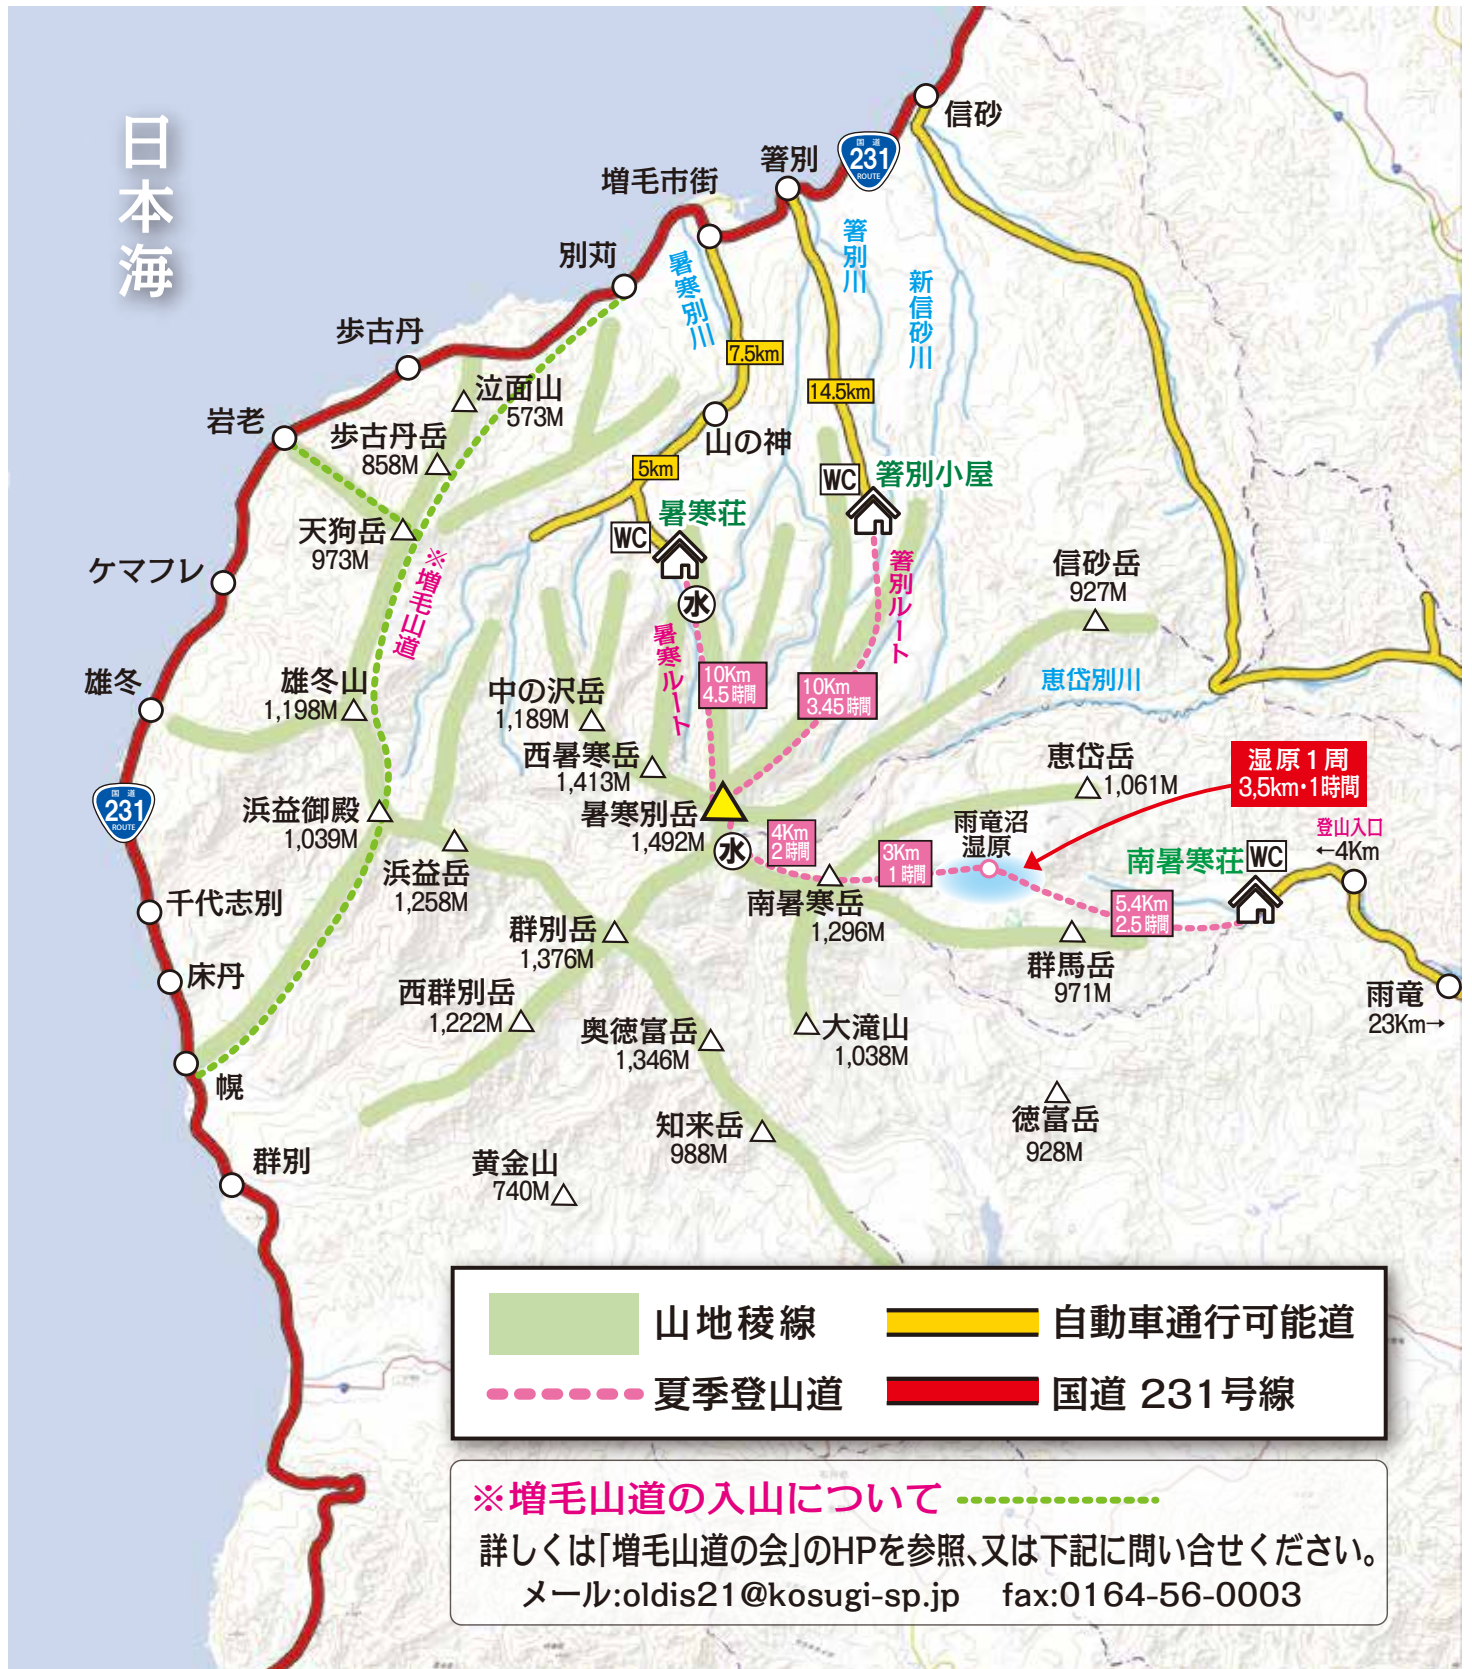 日本海
信砂
国道
231
ROUTE
箸別
増毛市街
別苅
暑寒別川
箸別川
新信砂川
歩古丹
7.5km
14.5km
泣面山
573M
岩老
歩古丹岳
858M
山の神
5km
WC
箸別小屋
暑寒荘
WC
天狗岳
973M
※増毛山道
水
箸別ルート
信砂岳
927M
ケマフレ
暑寒ルート
恵岱別川
雄冬
雄冬山
1,198M
中の沢岳
1,189M
10Km
4.5時間
10Km
3.45時間
西暑寒岳
1,413M
恵岱岳
1,061M
湿原1周
3,5km・1時間
国道
231
ROUTE
浜益御殿
1,039M
暑寒別岳
1,492M
水
4Km
2時間
雨竜沼
湿原
3Km
1時間
登山入口
←4Km
南暑寒荘
WC
浜益岳
1,258M
千代志別
南暑寒岳
1,296M
5.4Km
2.5時間
群別岳
1,376M
群馬岳
971M
床丹
西群別岳
1,222M
雨竜
23Km→
奥徳富岳
1,346M
大滝山
1,038M
幌
知来岳
988M
徳富岳
928M
群別
黄金山
740M
山地稜線
自動車通行可能道
夏季登山道
国道 231号線
※増毛山道の入山について
詳しくは「増毛山道の会」のHPを参照、又は下記に問い合せください。
メール:oldis21@kosugi-sp.jp fax:0164-56-0003